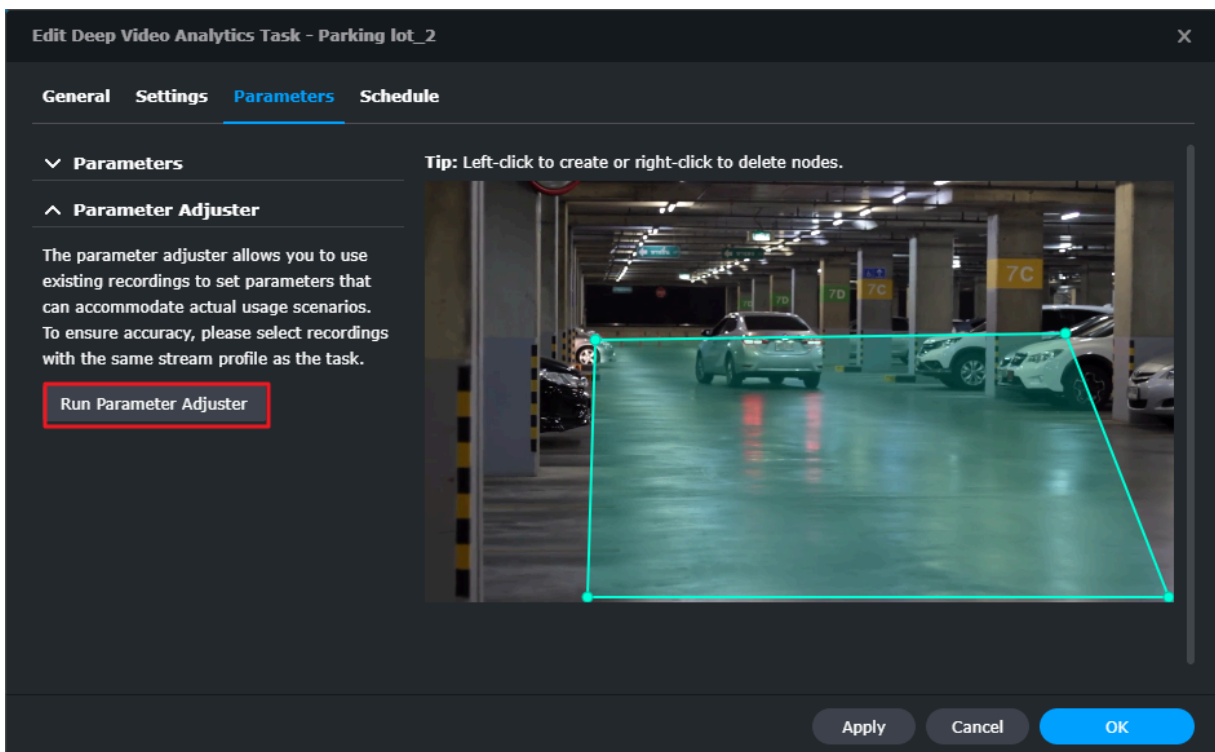 Edit Deep Video Analytics Task - Parking lot_2
General Settings Parameters Schedule
Parameters
Parameter Adjuster
The parameter adjuster allows you to use
existing recordings to set parameters that
can accommodate actual usage scenarios.
To ensure accuracy, please select recordings
with the same stream profile as the task.
Run Parameter Adjuster
Tip: Left-click to create or right-click to delete nodes.
7C
7C
7D
7D
7D
Apply Cancel OK